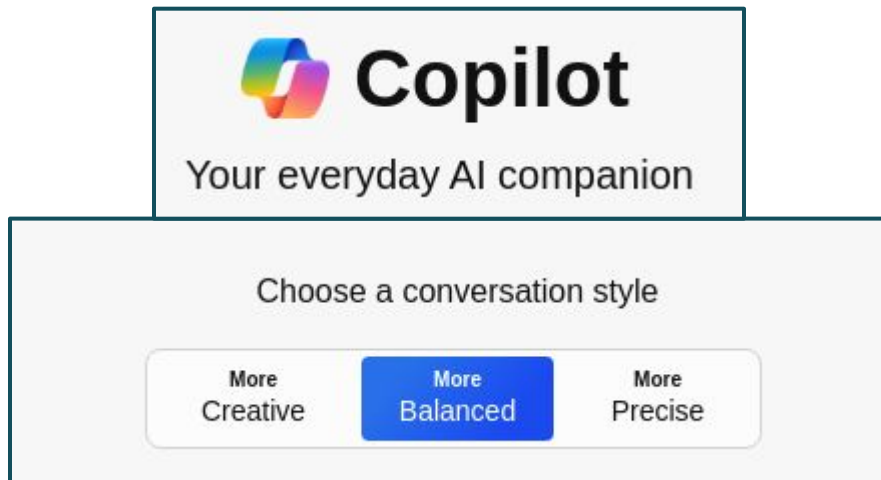 Copilot
Your everyday AI companion
Choose a conversation style
More More More
Creative Balanced Precise